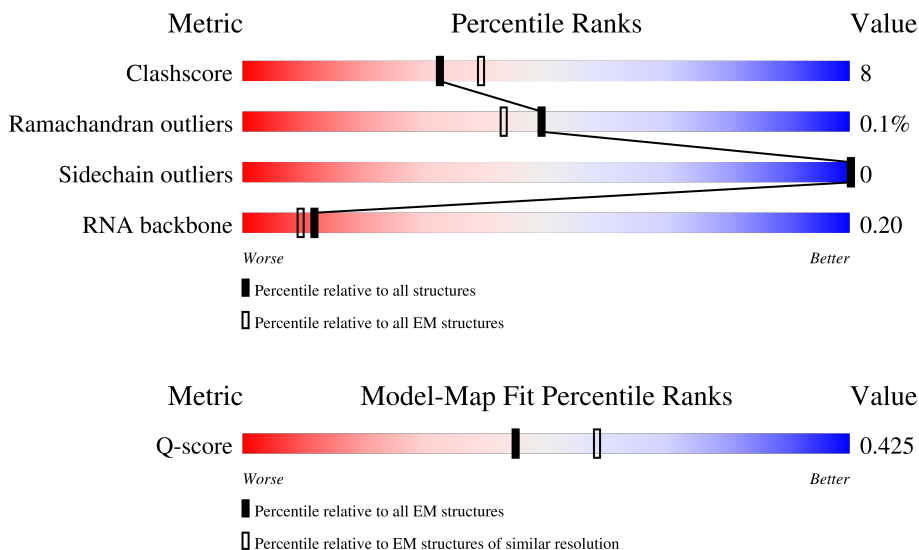 Metric Percentile Ranks Value
Clashscore 8
Ramachandran outliers 0.1%
Sidechain outliers 0
RNA backbone 0.20
Worse Better
Percentile relative to all structures
Percentile relative to all EM structures
Metric Model-Map Fit Percentile Ranks Value
Q-score 0.425
Worse Better
Percentile relative to all EM structures
Percentile relative to EM structures of similar resolution